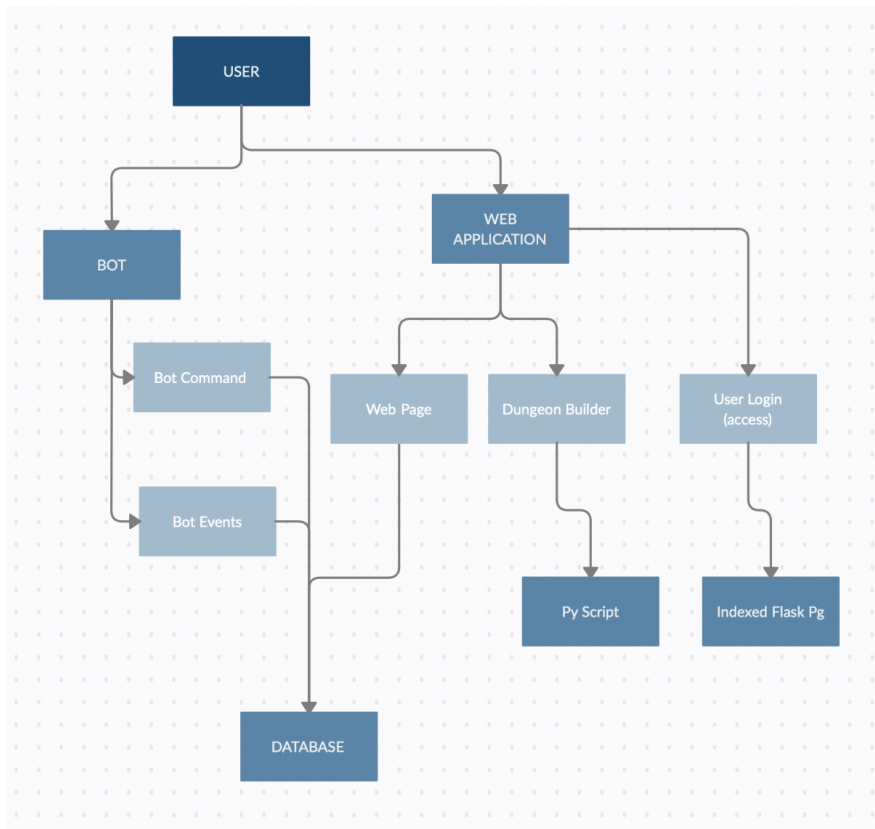 USER
WEB
APPLICATION
BOT
Bot Command
Web Page
Dungeon Builder
User Login
(access)
Bot Events
Py Script
Indexed Flask Pg
DATABASE